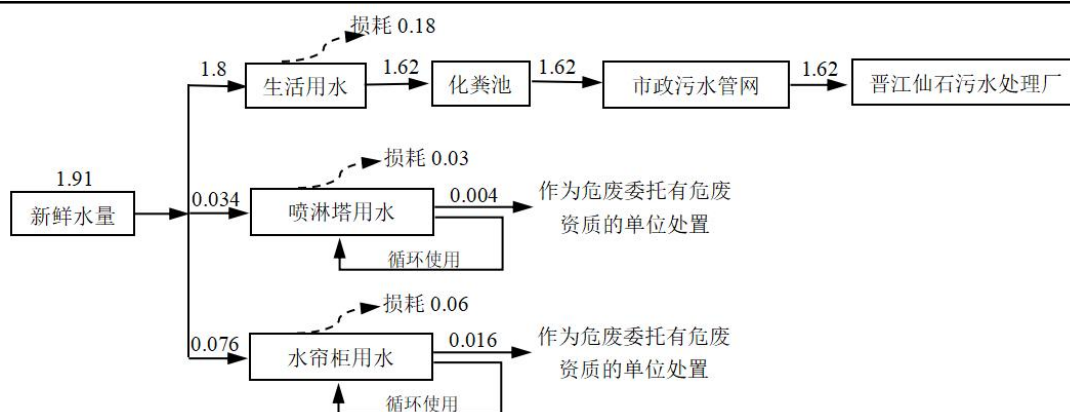 损耗 0.18
1.8
生活用水
1.62
化粪池
1.62
市政污水管网
1.62
晋江仙石污水处理厂
1.91
新鲜水量
损耗 0.03
0.034
喷淋塔用水
0.004
作为危废委托有危废
资质的单位处置
循环使用
损耗 0.06
0.076
水帘柜用水
0.016
作为危废委托有危废
资质的单位处置
循环使用